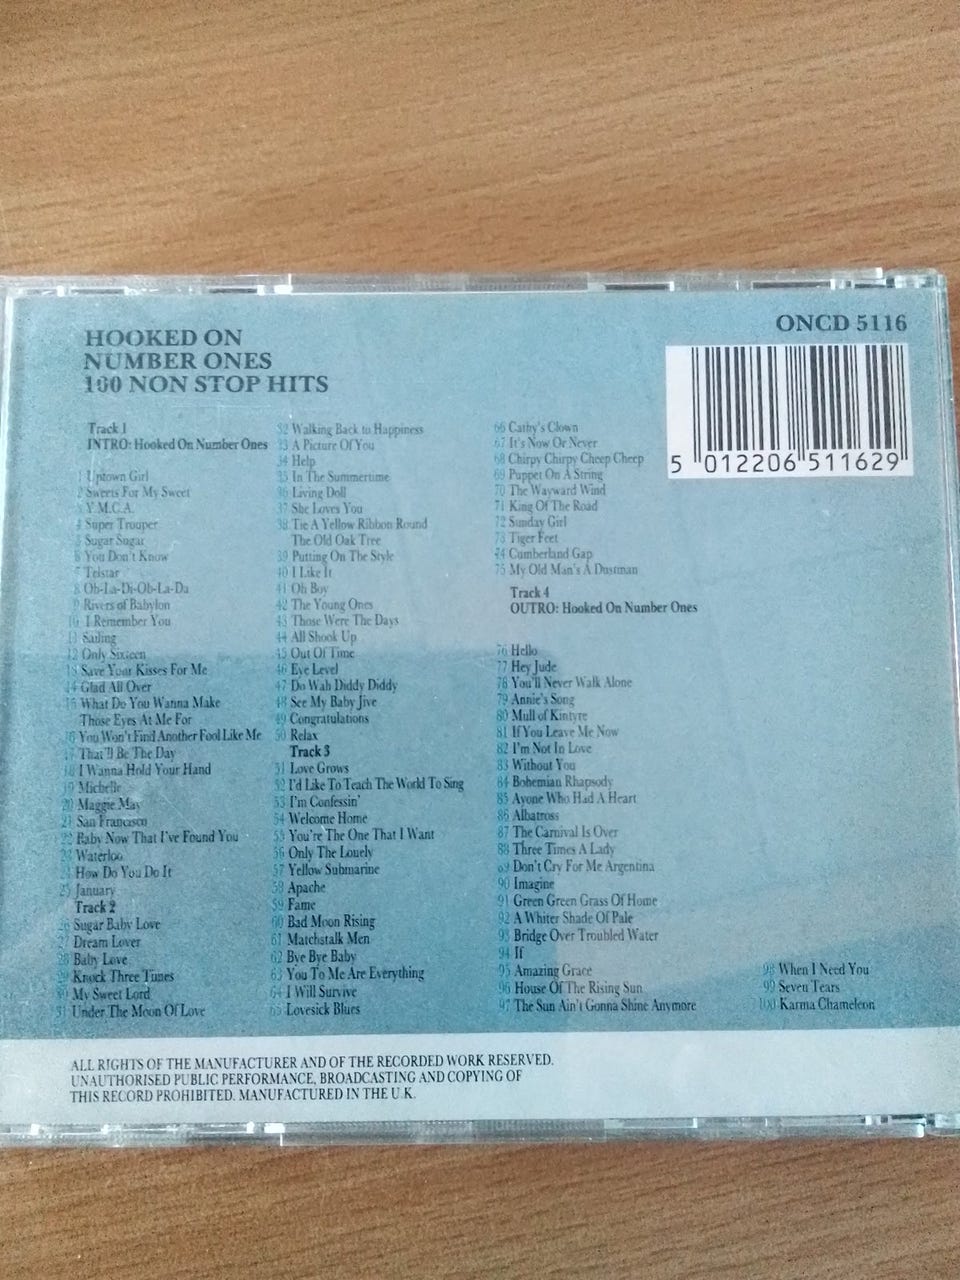 HOOKED ON
NUMBER ONES
100 NON STOP HITS
ONCD 5116
5 012206 511629
Track 1
INTRO: Hooked On Number Ones
1 Uptown Girl
2 Sweets For My Sweet
3 Y.M.C.A.
4 Super Trouper
5 Sugar Sugar
6 You Don't Know
7 Telstar
8 Ob-La-Di-Ob-La-Da
9 Rivers of Babylon
10 I Remember You
11 Sailing
12 Only Sixteen
13 Save Your Kisses For Me
14 Glad All Over
15 What Do You Wanna Make
Those Eyes At Me For
16 You Won't Find Another Fool Like Me
17 That'll Be The Day
18 I Wanna Hold Your Hand
19 Michelle
20 Maggie May
21 San Francisco
22 Baby Now That I've Found You
23 Waterloo
24 How Do You Do It
25 January
Track 2
26 Sugar Baby Love
27 Dream Lover
28 Baby Love
29 Knock Three Times
30 My Sweet Lord
31 Under The Moon Of Love
32 Walking Back to Happiness
33 A Picture Of You
34 Help
35 In The Summertime
36 Living Doll
37 She Loves You
38 Tie A Yellow Ribbon Round
The Old Oak Tree
39 Putting On The Style
40 I Like It
41 Oh Boy
42 The Young Ones
43 Those Were The Days
44 All Shook Up
45 Out Of Time
46 Eye Level
47 Do Wah Diddy Diddy
48 See My Baby Jive
49 Congratulations
50 Relax
Track 3
51 Love Grows
52 I'd Like To Teach The World To Sing
53 I'm Confessin'
54 Welcome Home
55 You're The One That I Want
56 Only The Lonely
57 Yellow Submarine
58 Apache
59 Fame
60 Bad Moon Rising
61 Matchstalk Men
62 Bye Bye Baby
63 You To Me Are Everything
64 I Will Survive
65 Lovesick Blues
66 Cathy's Clown
67 It's Now Or Never
68 Chirpy Chirpy Cheep Cheep
69 Puppet On A String
70 The Wayward Wind
71 King Of The Road
72 Sunday Girl
73 Tiger Feet
74 Cumberland Gap
75 My Old Man's A Dustman
Track 4
OUTRO: Hooked On Number Ones
76 Hello
77 Hey Jude
78 You'll Never Walk Alone
79 Annie's Song
80 Mull of Kintyre
81 If You Leave Me Now
82 I'm Not In Love
83 Without You
84 Bohemian Rhapsody
85 Ayone Who Had A Heart
86 Albatross
87 The Carnival Is Over
88 Three Times A Lady
69 Don't Cry For Me Argentina
90 Imagine
91 Green Green Grass Of Home
92 A Whiter Shade Of Pale
93 Bridge Over Troubled Water
94 If
95 Amazing Grace
96 House Of The Rising Sun
97 The Sun Ain't Gonna Shine Anymore
98 When I Need You
99 Seven Tears
100 Karma Chameleon
ALL RIGHTS OF THE MANUFACTURER AND OF THE RECORDED WORK RESERVED.
UNAUTHORISED PUBLIC PERFORMANCE, BROADCASTING AND COPYING OF
THIS RECORD PROHIBITED. MANUFACTURED IN THE U.K.